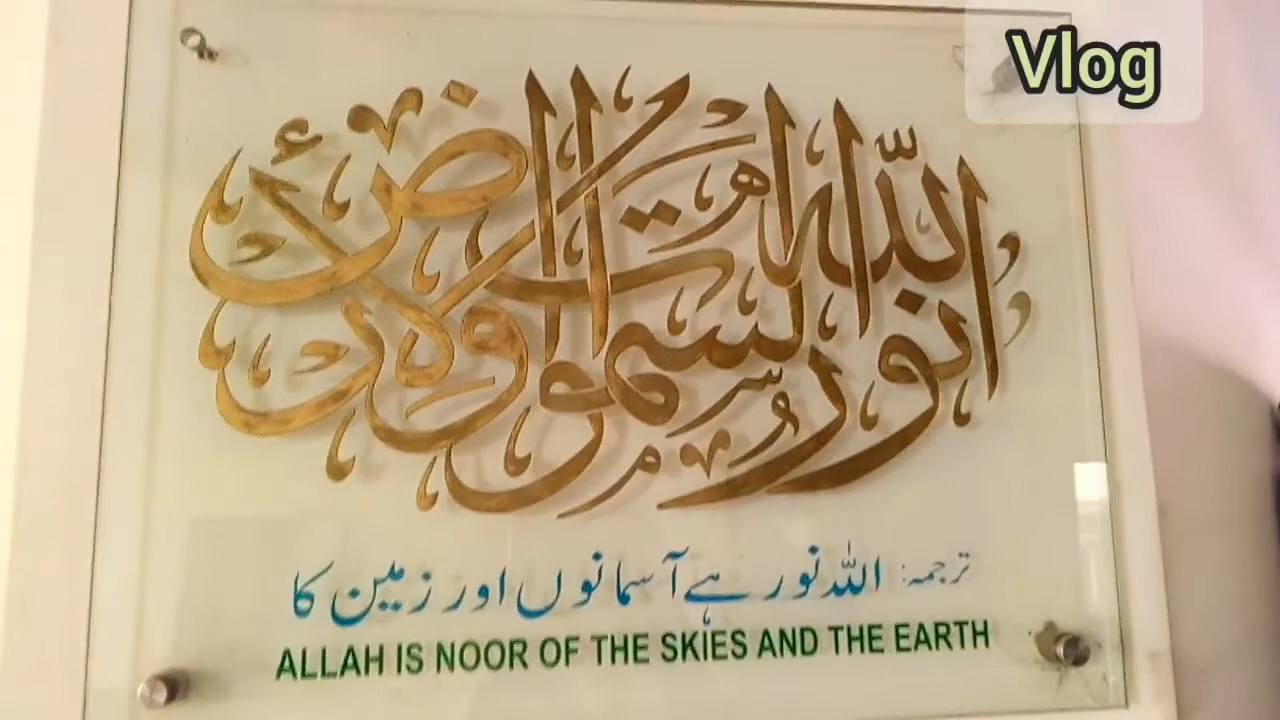 Vlog
الله نور السموات والارض
ترجمہ: اللہ نور ہے آسمانوں اور زمین کا
ALLAH IS NOOR OF THE SKIES AND THE EARTH